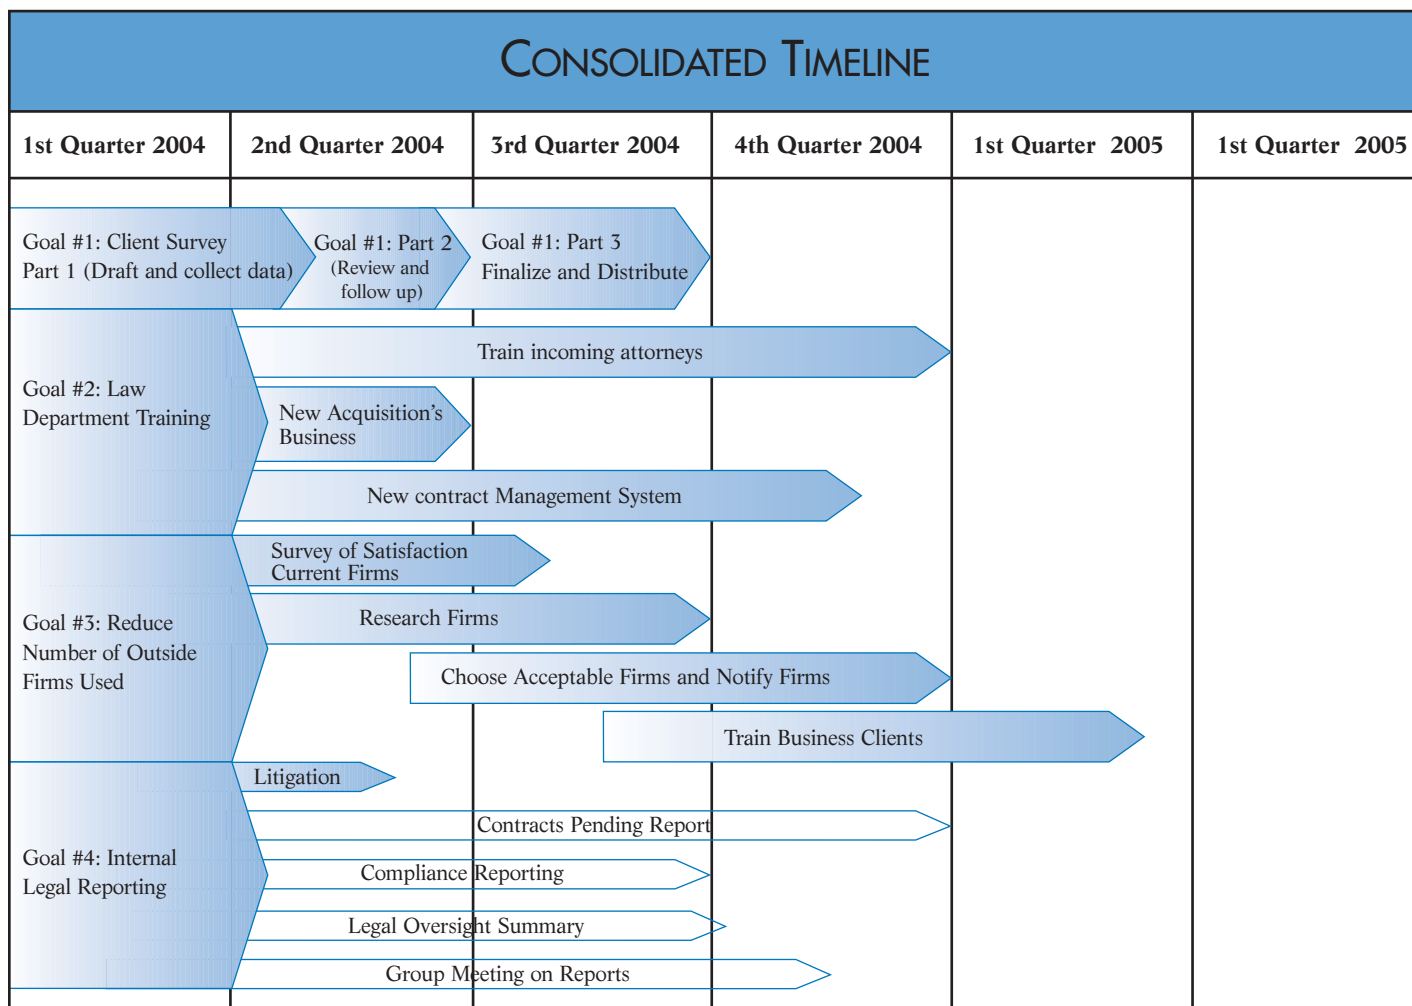 CONSOLIDATED TIMELINE
1st Quarter 2004
2nd Quarter 2004
3rd Quarter 2004
4th Quarter 2004
1st Quarter 2005
1st Quarter 2005
Goal #1: Client Survey
Part 1 (Draft and collect data)
Goal #1: Part 2
(Review and
follow up)
Goal #1: Part 3
Finalize and Distribute
Goal #2: Law
Department Training
Train incoming attorneys
New Acquisition's
Business
New contract Management System
Goal #3: Reduce
Number of Outside
Firms Used
Survey of Satisfaction
Current Firms
Research Firms
Choose Acceptable Firms and Notify Firms
Train Business Clients
Goal #4: Internal
Legal Reporting
Litigation
Contracts Pending Report
Compliance Reporting
Legal Oversight Summary
Group Meeting on Reports